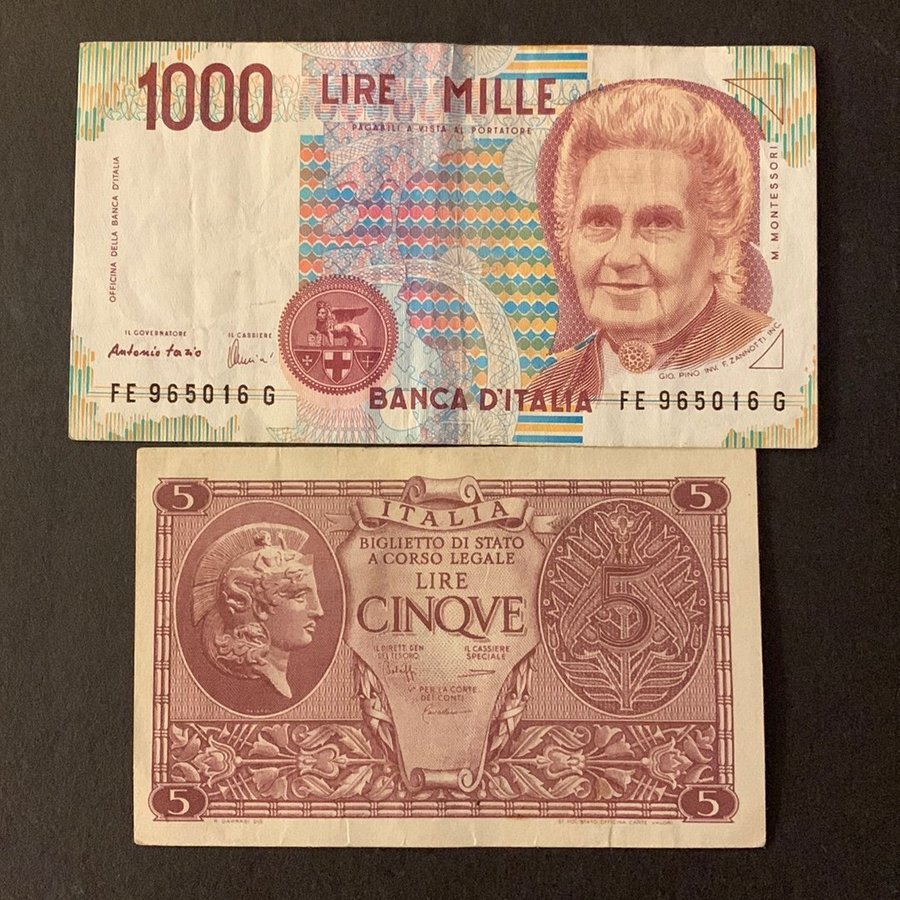 1000 LIRE MILLE
PAGABILI A VISTA AL PORTATORE
OFFICINA DELLA BANCA D'ITALIA
M MONTESSORI
IL GOVERNATORE IL CASSIERE
Antonio Fazio
GIO. PINO INV. F. ZANNOTTI INC.
FE 965016 G BANCA D'ITALIA FE 965016 G
5 5
ITALIA
BIGLIETTO DI STATO
A CORSO LEGALE
LIRE
CINQVE
5
IL DIRETT. GEN. IL CASSIERE
DEL TESORO SPECIALE
V° PER LA CORTE
DEI CONTI
5 5